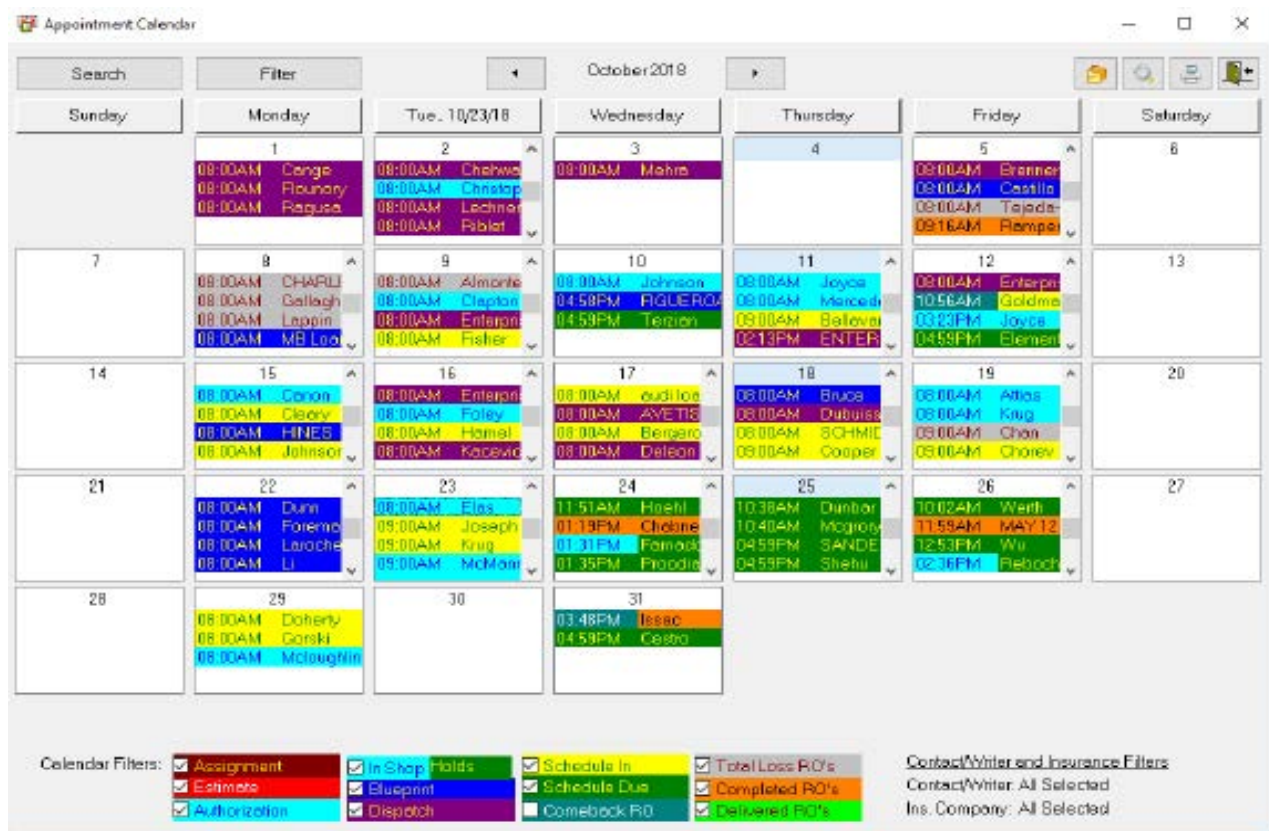 Appointment Calendar
Search Filter October 2018
Sunday Monday Tue., 10/23/18 Wednesday Thursday Friday Saturday
1 2 3 4 5 6
08:00AM Cange 08:00AM Chehwa 08:00AM Mehra 08:00AM Brenner
08:00AM Flounory 08:00AM Christop 08:00AM Castillo
08:00AM Ragusa 08:00AM Lechner 08:00AM Tejeda-
08:00AM Riblet 09:16AM Ramper
7 8 9 10 11 12 13
08:00AM CHARLI 08:00AM Almonte 08:00AM Johnson 08:00AM Joyce 08:00AM Enterpri
08:00AM Gallagh 08:00AM Clapton 04:58PM FIGUEROA 08:00AM Mercede 10:56AM Goldma
08:00AM Lappin 08:00AM Enterpri 04:59PM Terzian 09:00AM Bellavar 03:23PM Joyce
08:00AM MB Loa 08:00AM Fisher 02:13PM ENTER 04:59PM Element
14 15 16 17 18 19 20
08:00AM Canon 08:00AM Enterpri 08:00AM audi loa 08:00AM Bruce 08:00AM Attias
08:00AM Cleary 08:00AM Foley 08:00AM AVETIS 08:00AM Dubuiss 08:00AM Krug
08:00AM HINES 08:00AM Hamel 08:00AM Bergero 08:00AM SCHMID 09:00AM Chan
08:00AM Johnsor 08:00AM Kacevic 08:00AM Deleon 09:00AM Cooper 09:00AM Chorev
21 22 23 24 25 26 27
08:00AM Dunn 08:00AM Elias 11:51AM Hoehl 10:38AM Dunbar 10:02AM Werth
08:00AM Foremo 09:00AM Joseph 01:19PM Chabne 10:40AM Mcgrory 11:59AM MAY 12
08:00AM Laroche 09:00AM Krug 01:31PM 04:59PM SANDE 12:53PM Wu
08:00AM Li 09:00AM McMani 01:35PM Proodia 04:59PM Shehu 02:36PM Reboch
28 29 30 31
08:00AM Doherty 03:48PM Issac
08:00AM Gorski 04:59PM Castro
08:00AM Mcloughlin
Calendar Filters: Assignment In Shop Holds Schedule In Total Loss RO's Contact/Writer and Insurance Filters
Estimate Blueprint Schedule Due Completed RO's Contact/Writer: All Selected
Authorization Dispatch Comeback RO Delivered RO's Ins. Company: All Selected